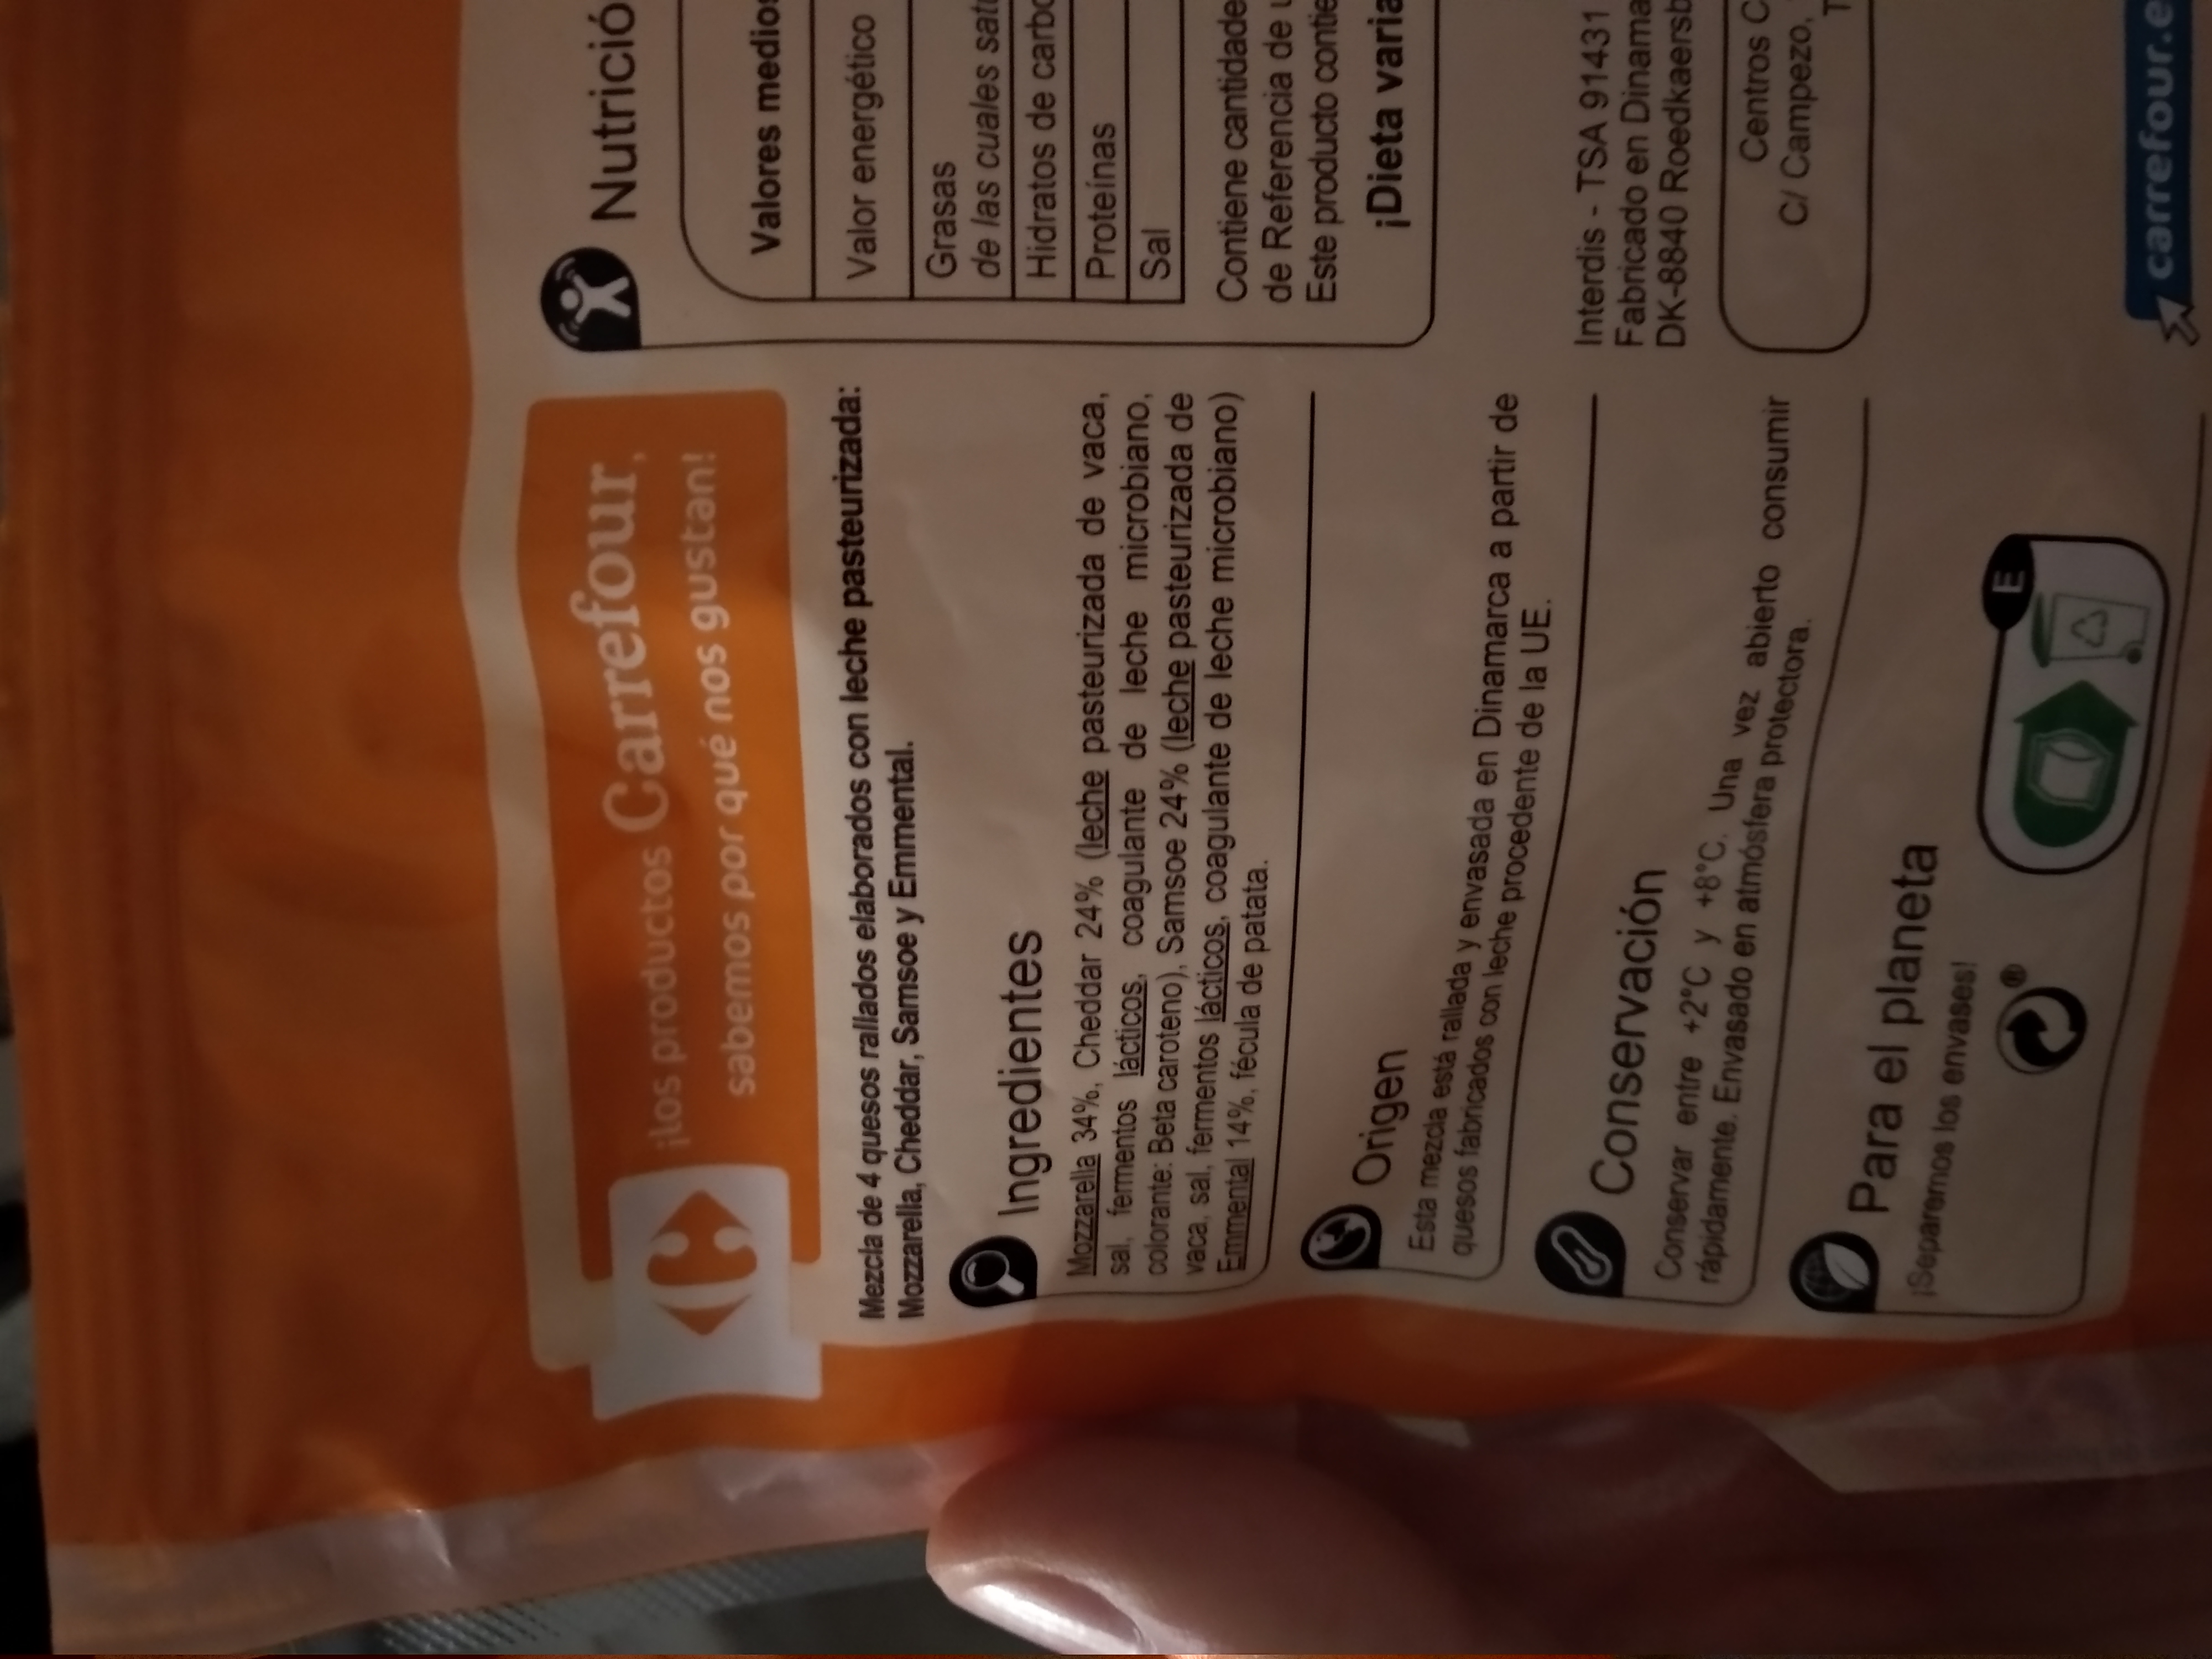 ¡los productos Carrefour,
sabemos por qué nos gustan!
Mezcla de 4 quesos rallados elaborados con leche pasteurizada:
Mozzarella, Cheddar, Samsoe y Emmental.
Ingredientes
Mozzarella 34%, Cheddar 24% (leche pasteurizada de vaca,
sal, fermentos lácticos, coagulante de leche microbiano,
colorante: Beta caroteno), Samsoe 24% (leche pasteurizada de
vaca, sal, fermentos lácticos, coagulante de leche microbiano)
Emmental 14%, fécula de patata.
Origen
Esta mezcla está rallada y envasada en Dinamarca a partir de
quesos fabricados con leche procedente de la UE.
Conservación
Conservar entre +2°C y +8°C. Una vez abierto consumir
rápidamente. Envasado en atmósfera protectora.
Para el planeta
¡Separemos los envases!
®
E
Nutrició
Valores medios
Valor energético
Grasas
de las cuales satu
Hidratos de carbo
Proteínas
Sal
Contiene cantidade
de Referencia de u
Este producto contie
¡Dieta varia
Interdis - TSA 91431
Fabricado en Dinama
DK-8840 Roedkaersb
Centros C
C/ Campezo,
T
carrefour.e